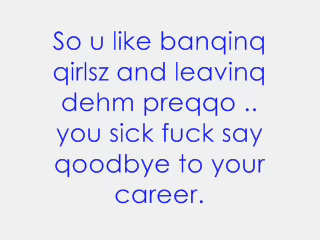 So u like banqinq
qirlsz and leavinq
dehm preqqo ..
you sick fuck say
qoodbye to your
career.